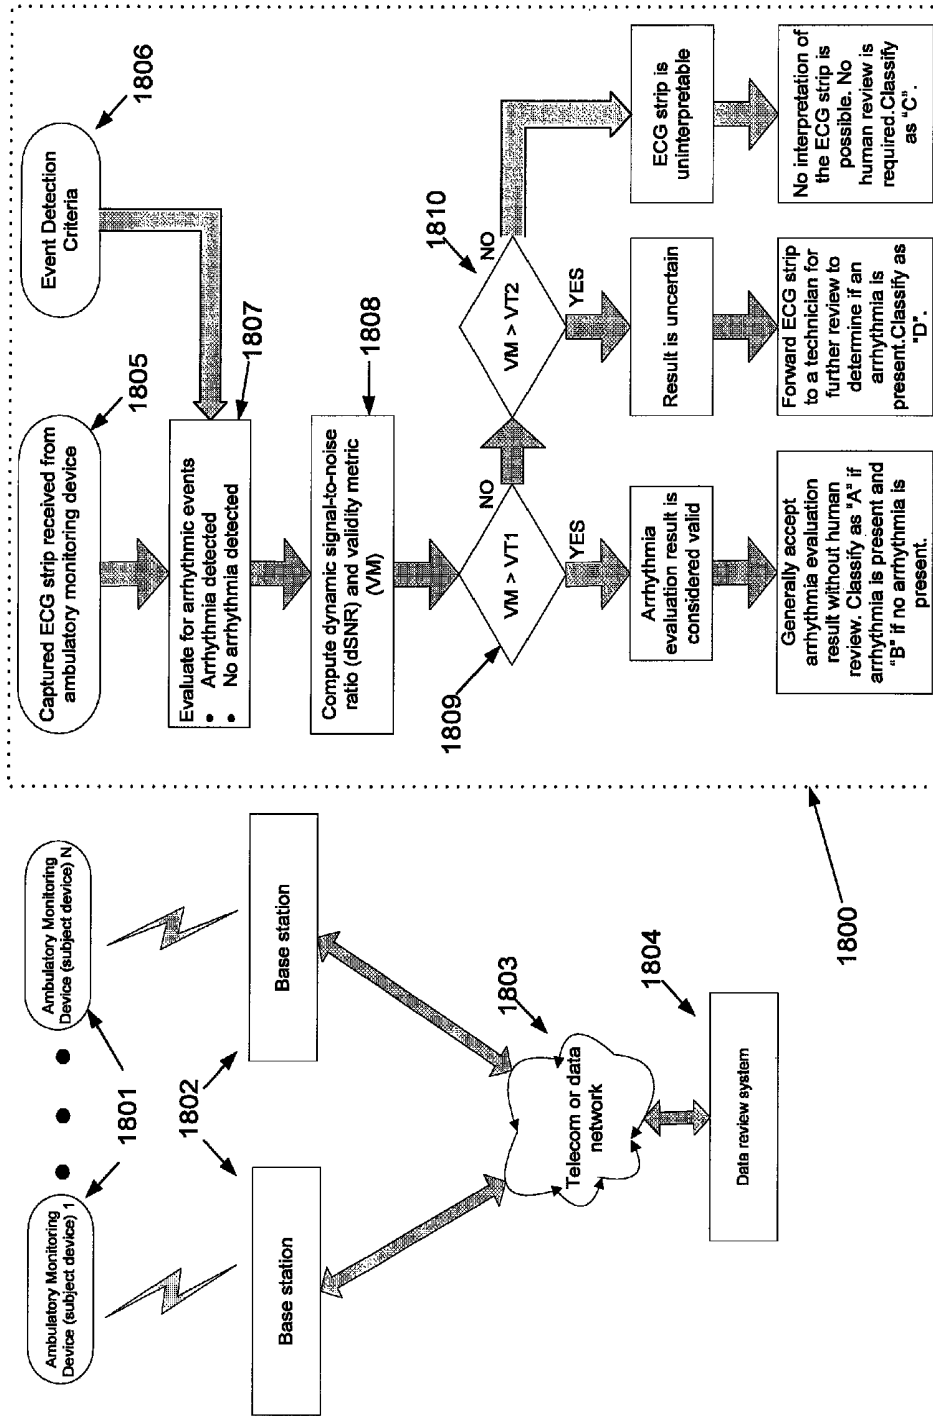 Ambulatory Monitoring
Device (subject device) 1
Ambulatory Monitoring
Device (subject device) N
1801
1802
Base station
Base station
1803
Telecom or data
network
1804
Data review system
1800
Captured ECG strip received from
ambulatory monitoring device
1805
Event Detection
Criteria
1806
Evaluate for arrhythmic events
• Arrhythmia detected
• No arrhythmia detected
1807
Compute dynamic signal-to-noise
ratio (dSNR) and validity metric
(VM)
1808
1809
VM > VT1
NO
YES
1810
VM > VT2
NO
YES
Arrhythmia
evaluation result is
considered valid
Result is uncertain
ECG strip is
uninterpretable
Generally accept
arrhythmia evaluation
result without human
review. Classify as "A" if
arrhythmia is present and
"B" if no arrhythmia is
present.
Forward ECG strip
to a technician for
further review to
determine if an
arrhythmia is
present.Classify as
"D".
No interpretation of
the ECG strip is
possible. No
human review is
required.Classify
as "C".